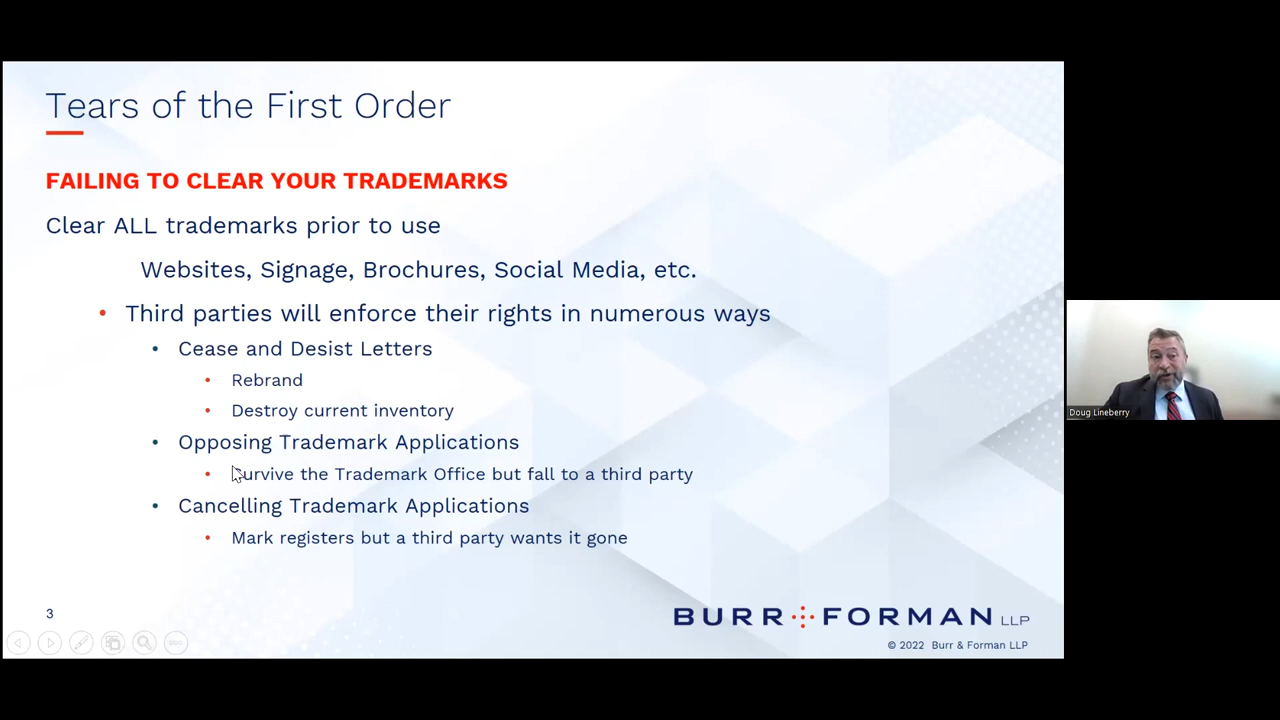 Tears of the First Order
FAILING TO CLEAR YOUR TRADEMARKS
Clear ALL trademarks prior to use
Websites, Signage, Brochures, Social Media, etc.
• Third parties will enforce their rights in numerous ways
• Cease and Desist Letters
• Rebrand
• Destroy current inventory
• Opposing Trademark Applications
• Survive the Trademark Office but fall to a third party
• Cancelling Trademark Applications
• Mark registers but a third party wants it gone
3
BURR FORMAN LLP
© 2022 Burr & Forman LLP
Doug Lineberry